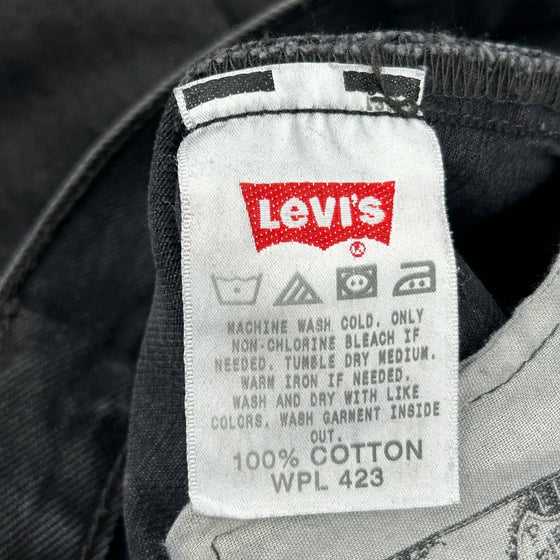 Levi's
®
MACHINE WASH COLD. ONLY
NON-CHLORINE BLEACH IF
NEEDED. TUMBLE DRY MEDIUM.
WARM IRON IF NEEDED.
WASH AND DRY WITH LIKE
COLORS. WASH GARMENT INSIDE
OUT.
100% COTTON
WPL 423